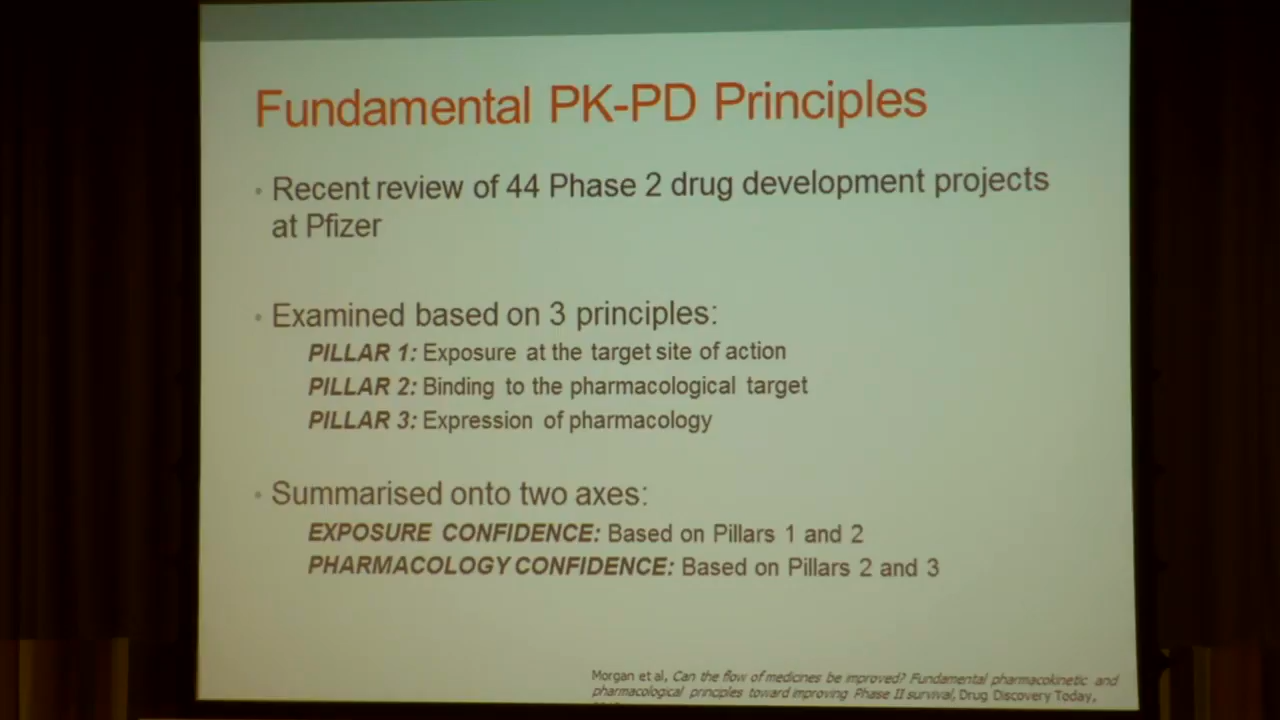 Fundamental PK-PD Principles
• Recent review of 44 Phase 2 drug development projects
at Pfizer
• Examined based on 3 principles:
PILLAR 1: Exposure at the target site of action
PILLAR 2: Binding to the pharmacological target
PILLAR 3: Expression of pharmacology
• Summarised onto two axes:
EXPOSURE CONFIDENCE: Based on Pillars 1 and 2
PHARMACOLOGY CONFIDENCE: Based on Pillars 2 and 3
Morgan et al, Can the flow of medicines be improved? Fundamental pharmacokinetic and
pharmacological principles toward improving Phase II survival, Drug Discovery Today,